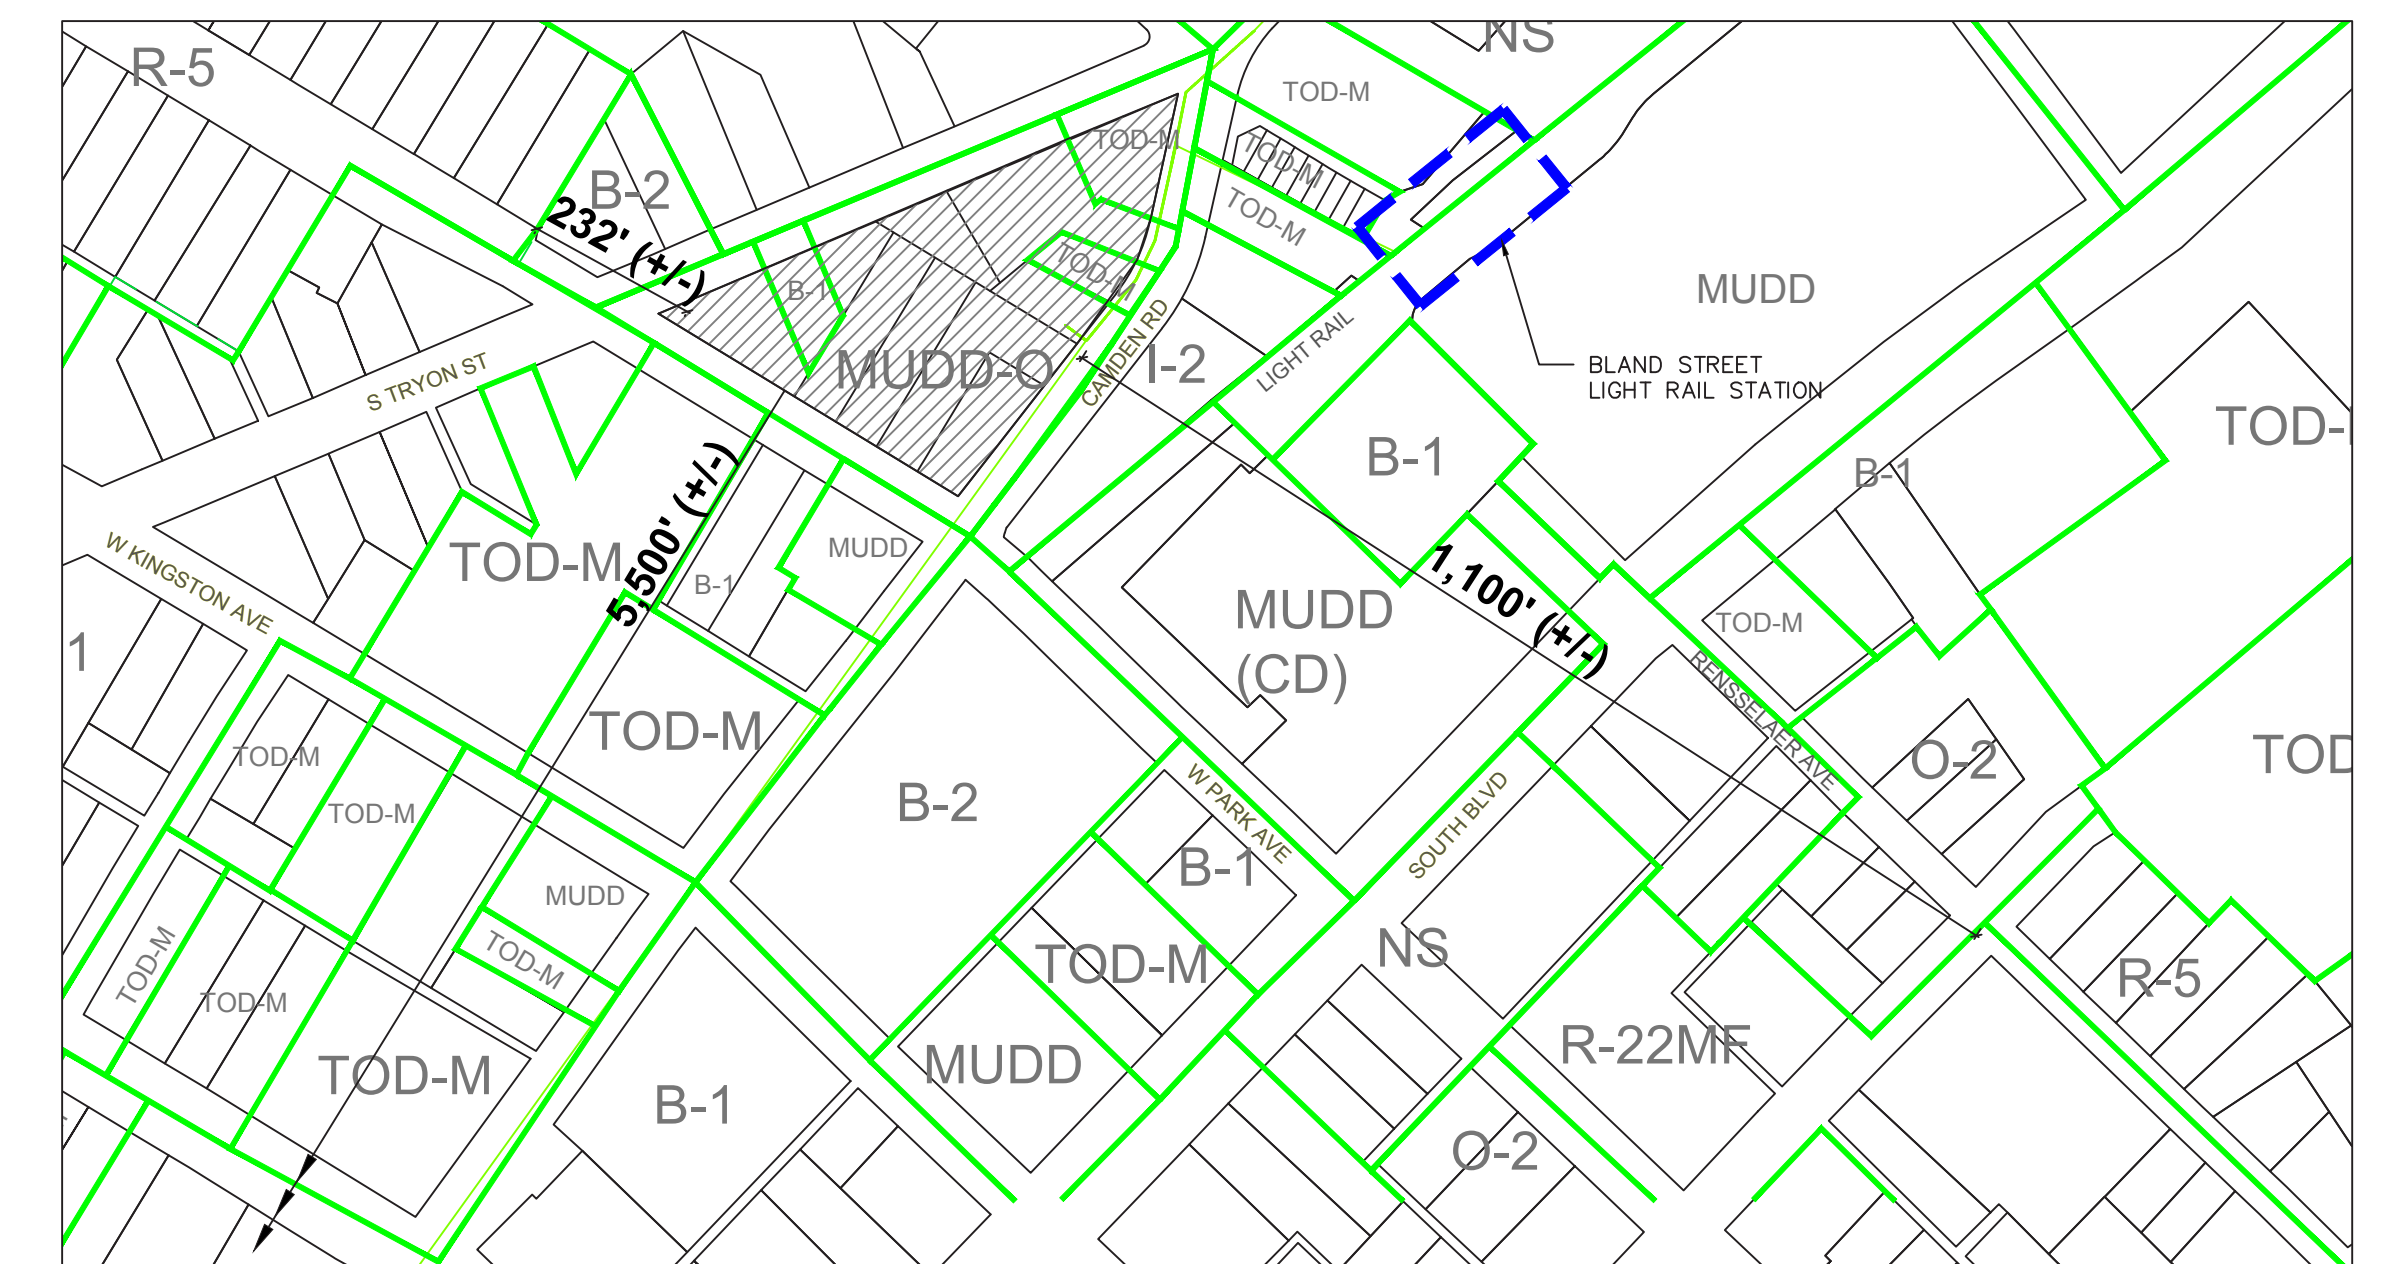 NS
R-5
TOD-M
TOD-M
TOD-M
B-2
TOD-M
232' (+/-)
TOD-M
B-1
MUDD
CAMDEN RD
LIGHT RAIL
I-2
MUDD-O
BLAND STREET
LIGHT RAIL STATION
S TRYON ST
TOD-
B-1
B-1
5,500' (+/-)
W KINGSTON AVE
TOD-M
MUDD
B-1
1,100' (+/-)
MUDD
(CD)
TOD-M
1
RENSSELAER AVE
TOD-M
TOD-M
O-2
TOD
TOD-M
B-2
W PARK AVE
SOUTH BLVD
B-1
MUDD
TOD-M
TOD-M
TOD-M
TOD-M
NS
R-5
TOD-M
MUDD
R-22MF
B-1
O-2